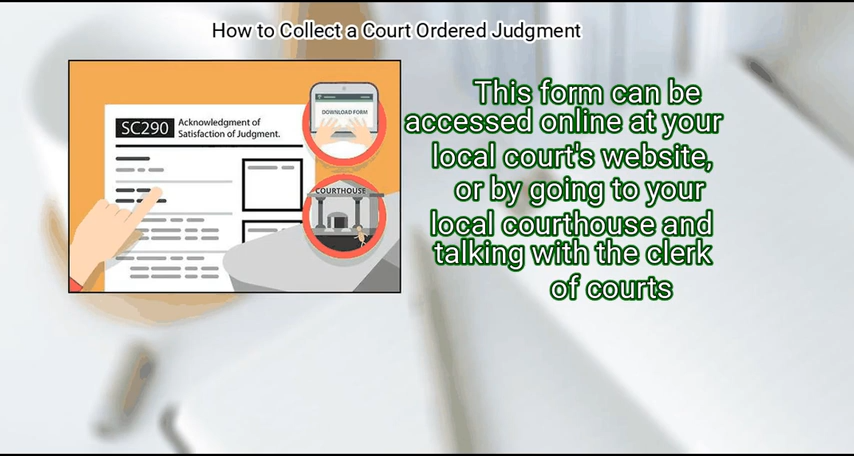 How to Collect a Court Ordered Judgment
SC290 Acknowledgment of
Satisfaction of Judgment.
DOWNLOAD FORM
COURTHOUSE
This form can be
accessed online at your
local court's website,
or by going to your
local courthouse and
talking with the clerk
of courts